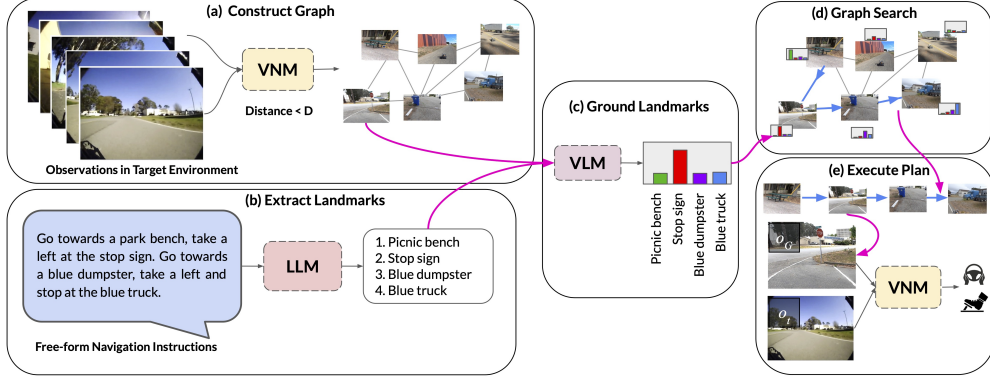 (a) Construct Graph
VNM
Distance < D
Observations in Target Environment
(b) Extract Landmarks
Go towards a park bench, take a
left at the stop sign. Go towards
a blue dumpster, take a left and
stop at the blue truck.
LLM
1. Picnic bench
2. Stop sign
3. Blue dumpster
4. Blue truck
Free-form Navigation Instructions
(c) Ground Landmarks
VLM
Picnic bench
Stop sign
Blue dumpster
Blue truck
(d) Graph Search
(e) Execute Plan
oG
ot
VNM